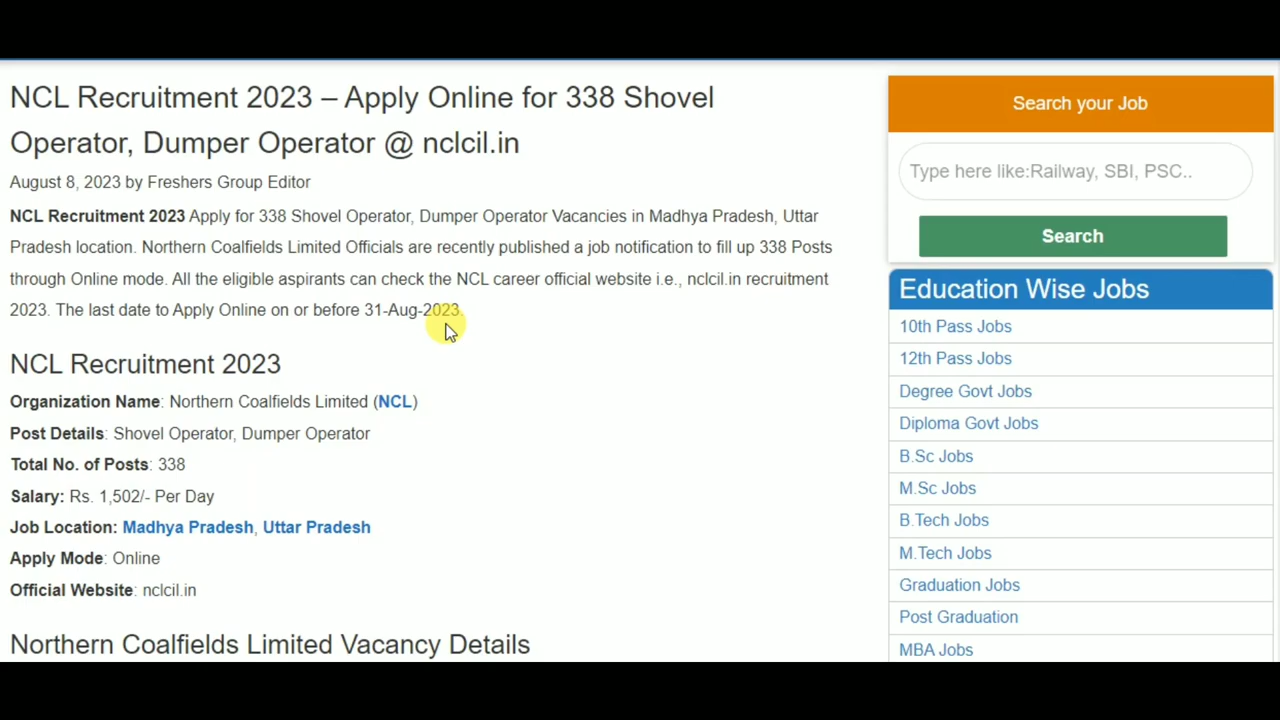 NCL Recruitment 2023 – Apply Online for 338 Shovel
Operator, Dumper Operator @ nclcil.in
August 8, 2023 by Freshers Group Editor
NCL Recruitment 2023 Apply for 338 Shovel Operator, Dumper Operator Vacancies in Madhya Pradesh, Uttar
Pradesh location. Northern Coalfields Limited Officials are recently published a job notification to fill up 338 Posts
through Online mode. All the eligible aspirants can check the NCL career official website i.e., nclcil.in recruitment
2023. The last date to Apply Online on or before 31-Aug-2023.
NCL Recruitment 2023
Organization Name: Northern Coalfields Limited (NCL)
Post Details: Shovel Operator, Dumper Operator
Total No. of Posts: 338
Salary: Rs. 1,502/- Per Day
Job Location: Madhya Pradesh, Uttar Pradesh
Apply Mode: Online
Official Website: nclcil.in
Northern Coalfields Limited Vacancy Details
Search your Job
Type here like:Railway, SBI, PSC..
Search
Education Wise Jobs
10th Pass Jobs
12th Pass Jobs
Degree Govt Jobs
Diploma Govt Jobs
B.Sc Jobs
M.Sc Jobs
B.Tech Jobs
M.Tech Jobs
Graduation Jobs
Post Graduation
MBA Jobs